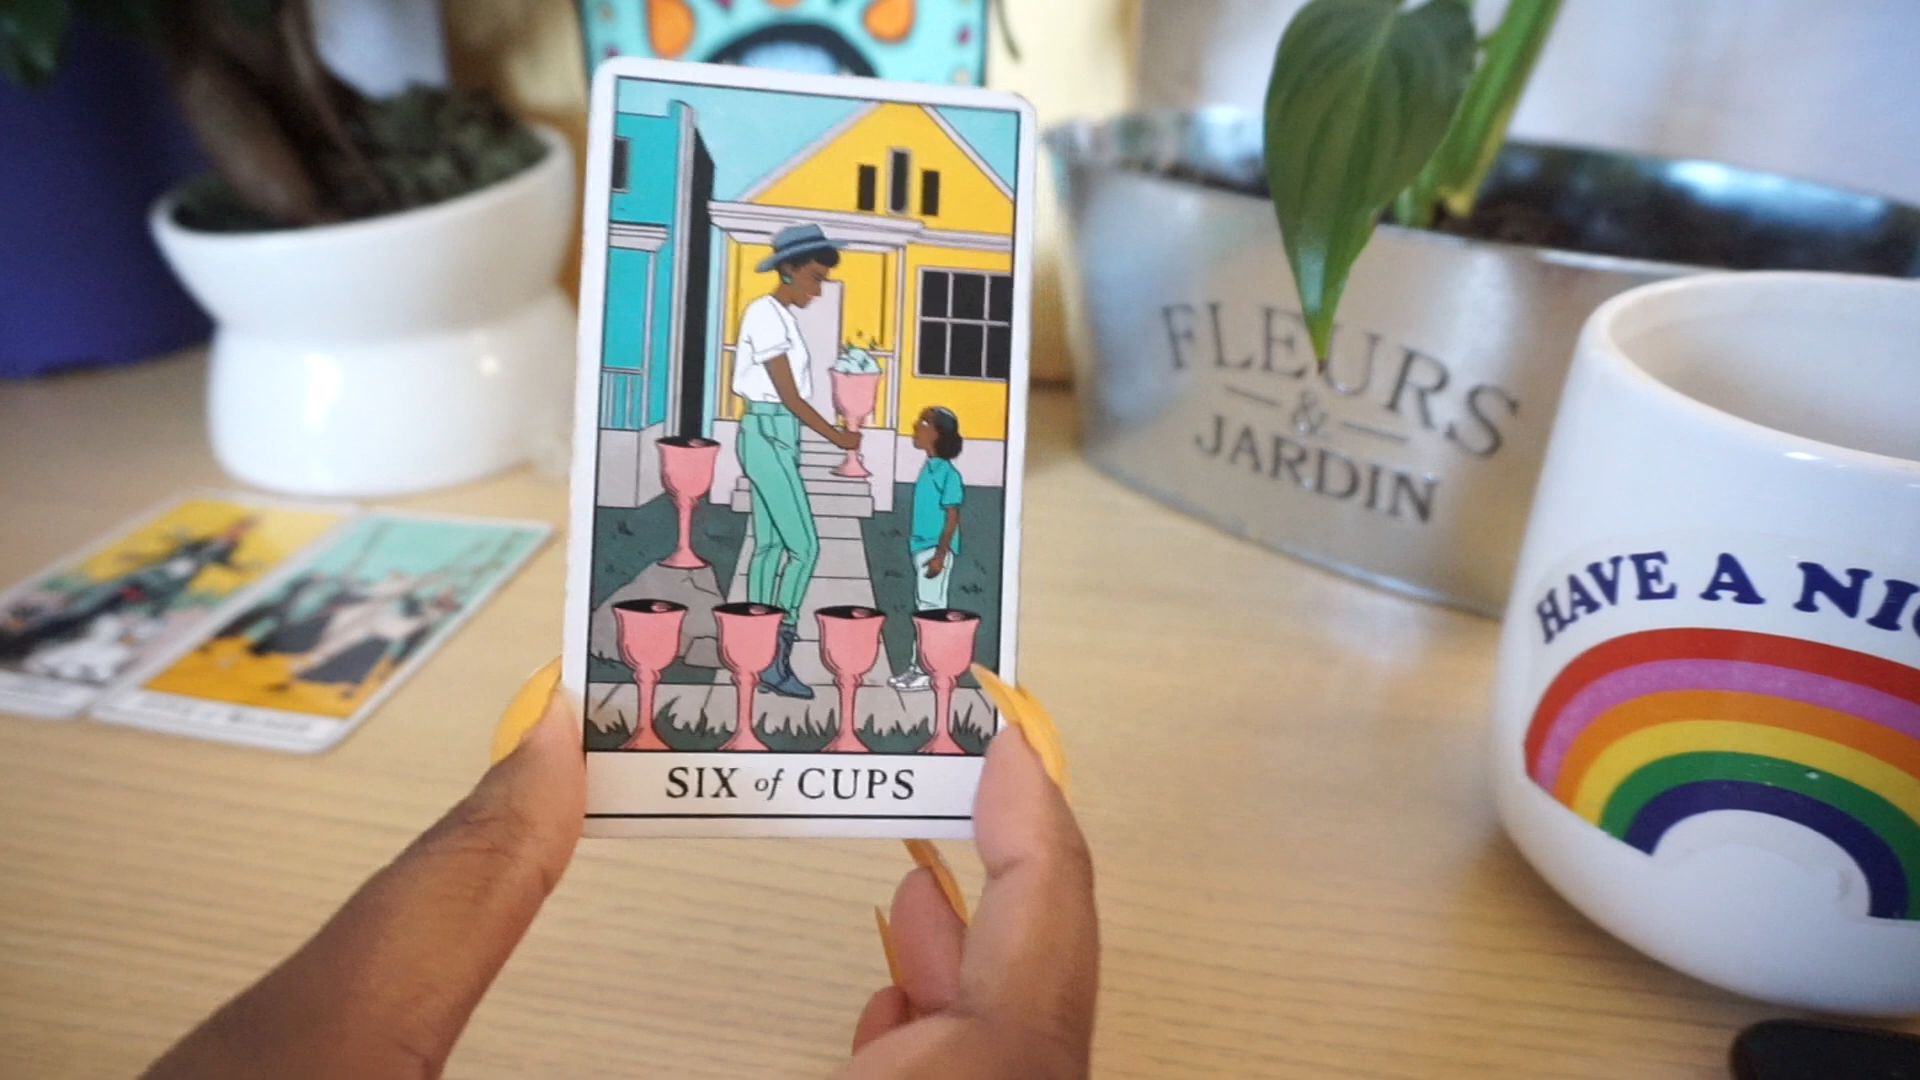 SIX of CUPS
FLEURS
&
JARDIN
HAVE A NI